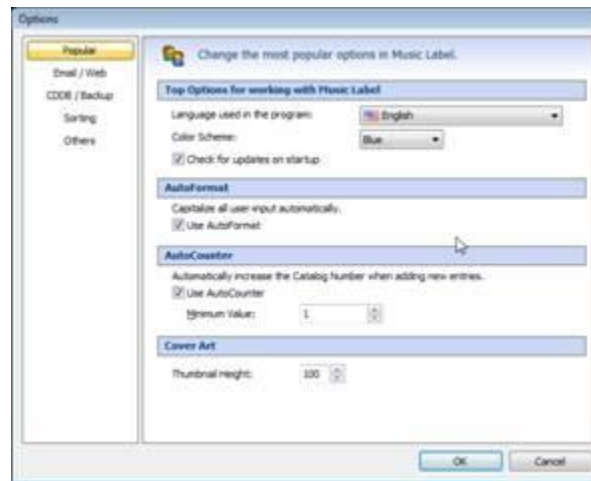 Options
Popular
Email / Web
CDDB / Backup
Sorting
Others
Change the most popular options in Music Label.
Top Options for working with Music Label
Language used in the program: English
Color Scheme: Blue
Check for updates on startup
AutoFormat
Capitalize all user input automatically.
Use AutoFormat
AutoCounter
Automatically increase the Catalog Number when adding new entries.
Use AutoCounter
Minimum Value: 1
Cover Art
Thumbnail Height: 100
OK Cancel